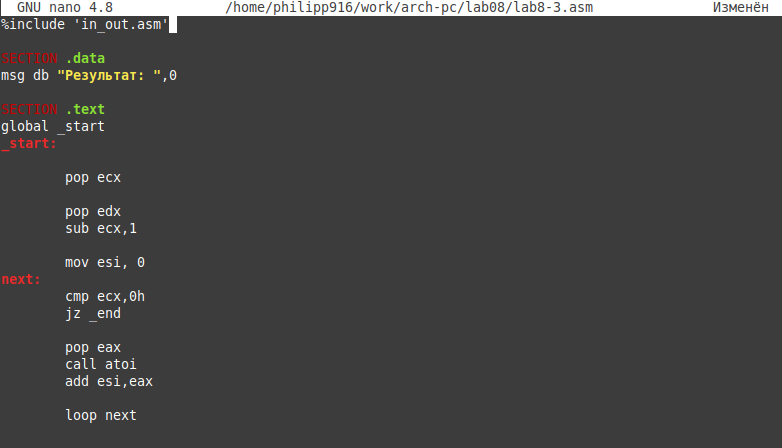 GNU nano 4.8 /home/philipp916/work/arch-pc/lab08/lab8-3.asm Изменён
%include 'in_out.asm'
SECTION .data
msg db "Результат: ",0
SECTION .text
global _start
_start:
pop ecx
pop edx
sub ecx,1
mov esi, 0
next:
cmp ecx,0h
jz _end
pop eax
call atoi
add esi,eax
loop next